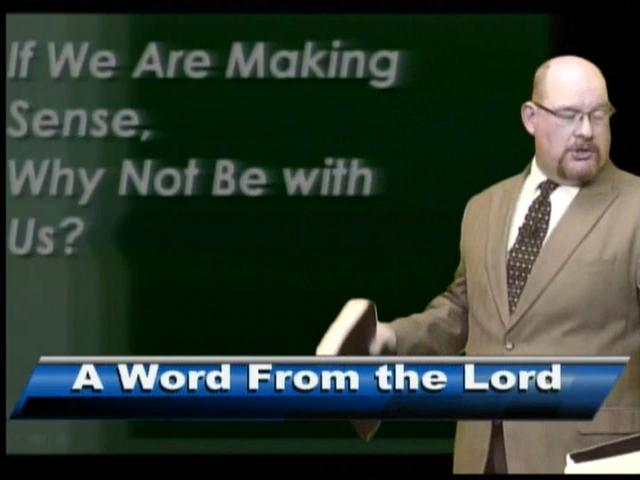 If We Are Making
Sense,
Why Not Be with
Us?
A Word From the Lord